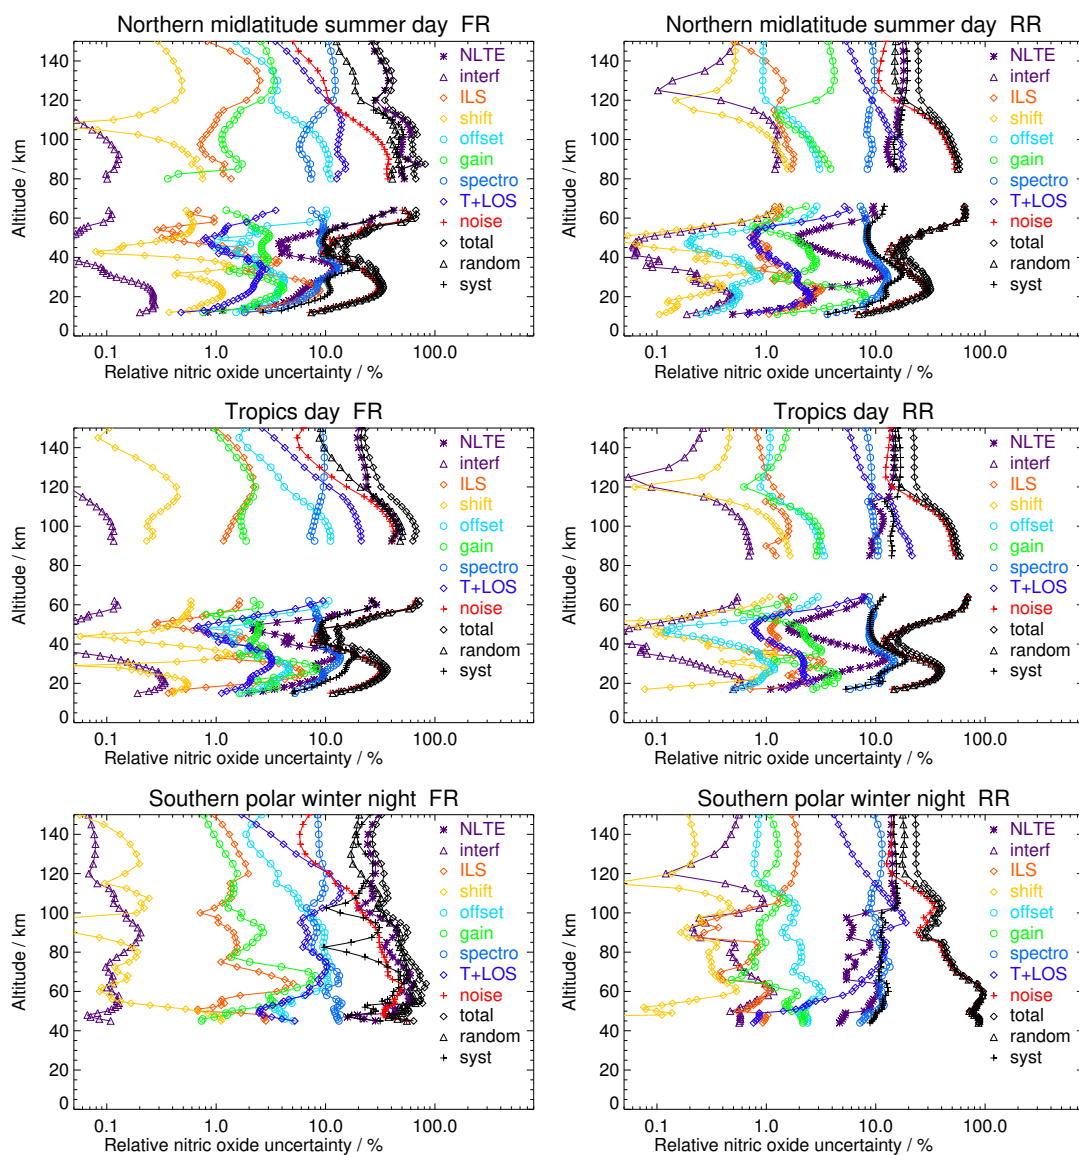 Northern midlatitude summer day FR
Altitude / km
140
120
100
80
60
40
20
0
NLTE
interf
ILS
shift
offset
gain
spectro
T+LOS
noise
total
random
syst
0.1 1.0 10.0 100.0
Relative nitric oxide uncertainty / %
Northern midlatitude summer day RR
Altitude / km
140
120
100
80
60
40
20
0
NLTE
interf
ILS
shift
offset
gain
spectro
T+LOS
noise
total
random
syst
0.1 1.0 10.0 100.0
Relative nitric oxide uncertainty / %
Tropics day FR
Altitude / km
140
120
100
80
60
40
20
0
NLTE
interf
ILS
shift
offset
gain
spectro
T+LOS
noise
total
random
syst
0.1 1.0 10.0 100.0
Relative nitric oxide uncertainty / %
Tropics day RR
Altitude / km
140
120
100
80
60
40
20
0
NLTE
interf
ILS
shift
offset
gain
spectro
T+LOS
noise
total
random
syst
0.1 1.0 10.0 100.0
Relative nitric oxide uncertainty / %
Southern polar winter night FR
Altitude / km
140
120
100
80
60
40
20
0
NLTE
interf
ILS
shift
offset
gain
spectro
T+LOS
noise
total
random
syst
0.1 1.0 10.0 100.0
Relative nitric oxide uncertainty / %
Southern polar winter night RR
Altitude / km
140
120
100
80
60
40
20
0
NLTE
interf
ILS
shift
offset
gain
spectro
T+LOS
noise
total
random
syst
0.1 1.0 10.0 100.0
Relative nitric oxide uncertainty / %